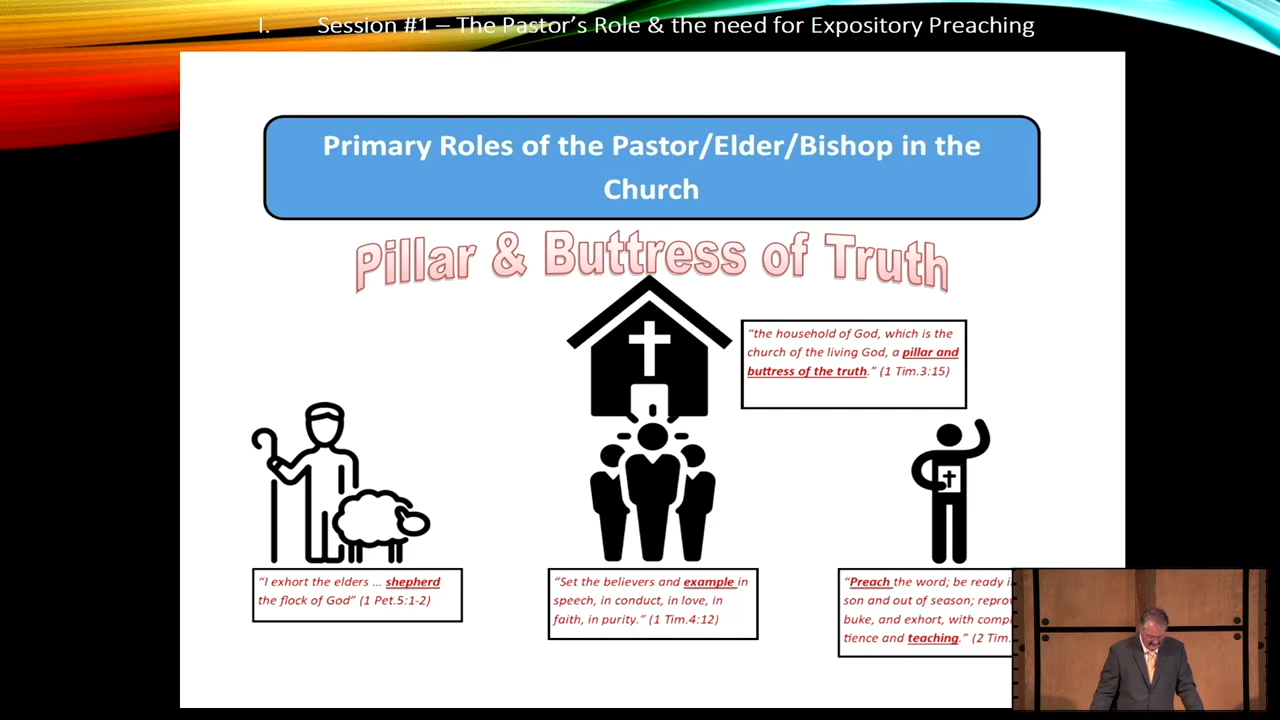 I. Session #1 – The Pastor's Role & the need for Expository Preaching
Primary Roles of the Pastor/Elder/Bishop in the
Church
Pillar & Buttress of Truth
"the household of God, which is the
church of the living God, a pillar and
buttress of the truth." (1 Tim.3:15)
"I exhort the elders ... shepherd
the flock of God" (1 Pet.5:1-2)
"Set the believers and example in
speech, in conduct, in love, in
faith, in purity." (1 Tim.4:12)
"Preach the word; be ready
son and out of season;
buke, and exhort, with
tience and teaching." (2 Tim.